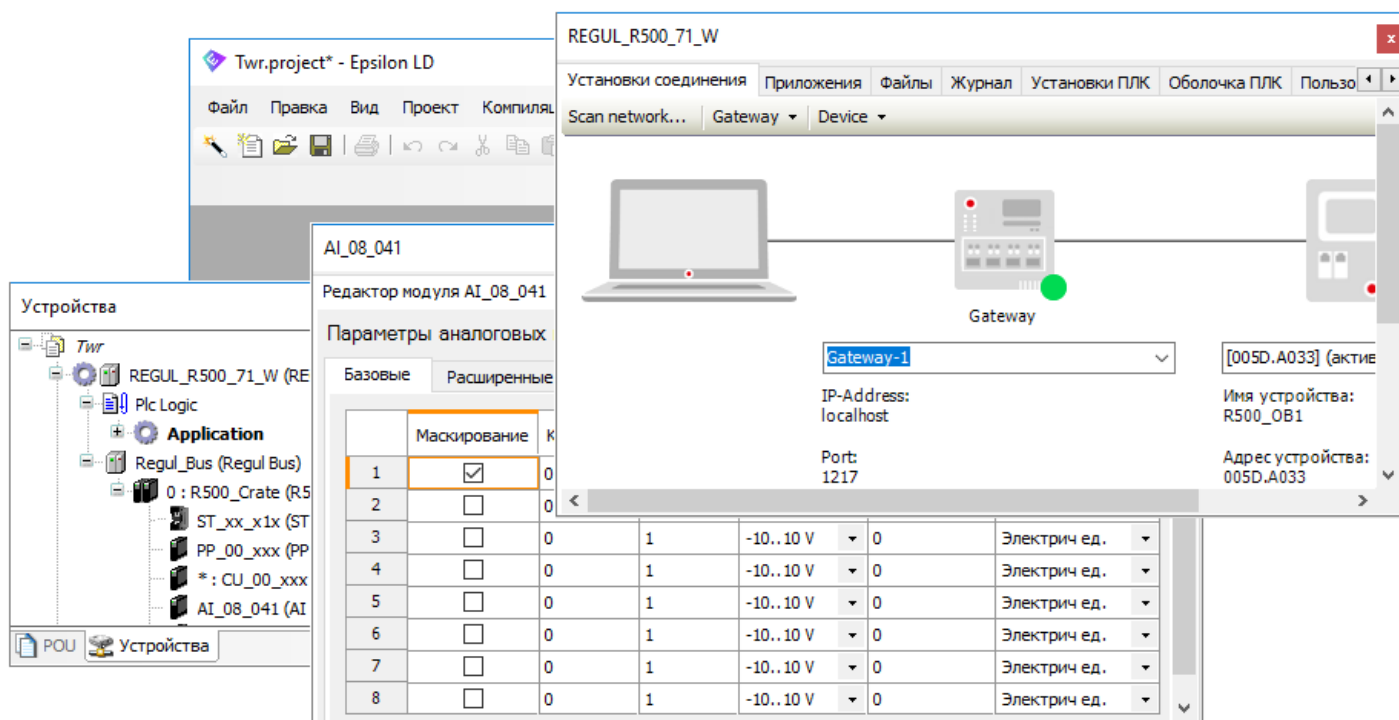 REGUL_R500_71_W
x
Установки соединения Приложения Файлы Журнал Установки ПЛК Оболочка ПЛК Пользо
Scan network... Gateway Device
Gateway
Gateway-1
[005D.A033] (актив
IP-Address:
localhost
Имя устройства:
R500_OB1
Port:
1217
Адрес устройства:
005D.A033
Twr.project* - Epsilon LD
Файл Правка Вид Проект Компиляц
AI_08_041
Редактор модуля AI_08_041
Параметры аналоговых
Базовые Расширенные
Маскирование К
1 0
2 0
3 0 1 -10..10 V 0 Электрич ед.
4 0 1 -10..10 V 0 Электрич ед.
5 0 1 -10..10 V 0 Электрич ед.
6 0 1 -10..10 V 0 Электрич ед.
7 0 1 -10..10 V 0 Электрич ед.
8 0 1 -10..10 V 0 Электрич ед.
Устройства
Twr
REGUL_R500_71_W (RE
Plc Logic
Application
Regul_Bus (Regul Bus)
0 : R500_Crate (R5
ST_xx_x1x (ST
PP_00_xxx (PP
* : CU_00_xxx
AI_08_041 (AI
POU Устройства